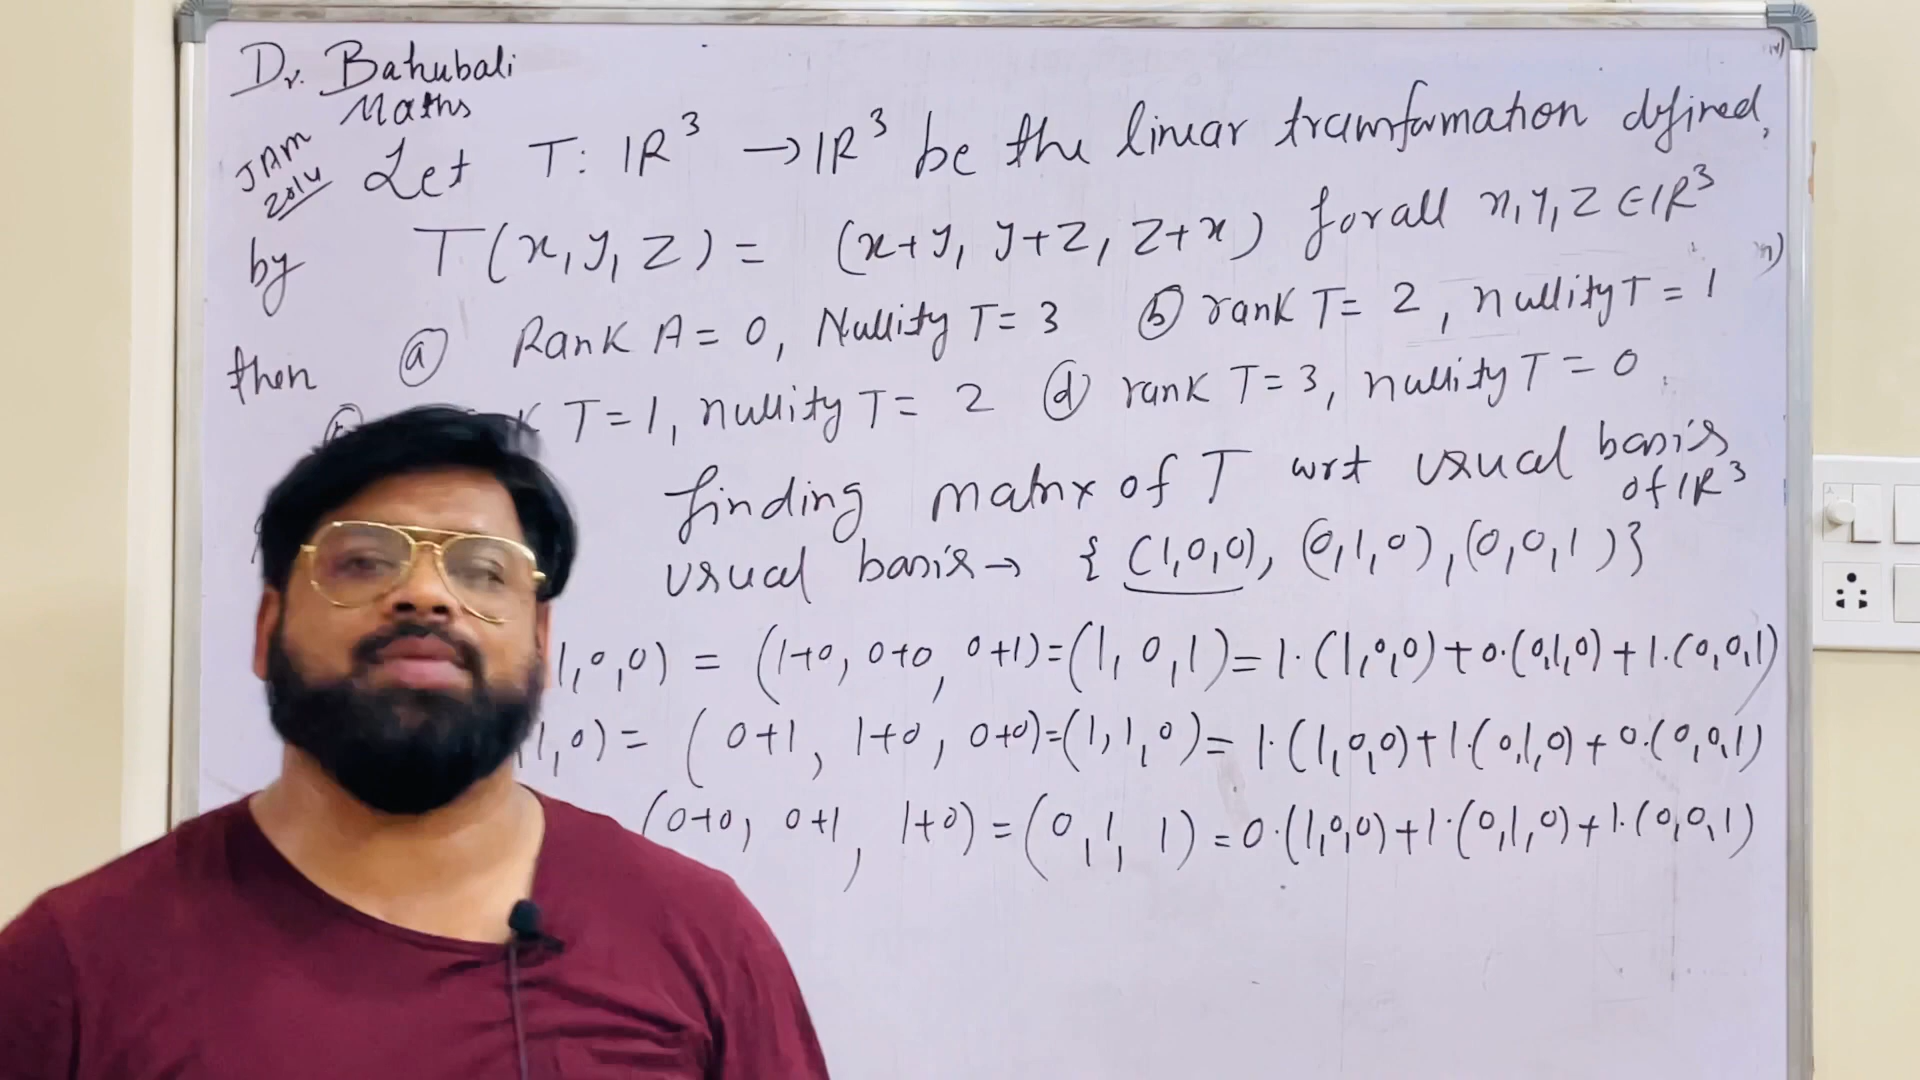 Dr. Bahubali
Maths
JAM
2014
Let T: IR³ → IR³ be the linear transformation defined,
by T(x, y, z) = (x+y, y+z, z+x) for all x, y, z ∈ IR³
then (a) Rank A = 0, Nullity T = 3 (b) rank T = 2, nullity T = 1
K T = 1, nullity T = 2 (d) rank T = 3, nullity T = 0
finding matrix of T wrt usual basis
of IR³
usual basis → { (1,0,0), (0,1,0), (0,0,1) }
1,0,0) = (1+0, 0+0, 0+1) = (1, 0, 1) = 1·(1,0,0) + 0·(0,1,0) + 1·(0,0,1)
1,0) = (0+1, 1+0, 0+0) = (1, 1, 0) = 1·(1,0,0) + 1·(0,1,0) + 0·(0,0,1)
(0+0, 0+1, 1+0) = (0, 1, 1) = 0·(1,0,0) + 1·(0,1,0) + 1·(0,0,1)